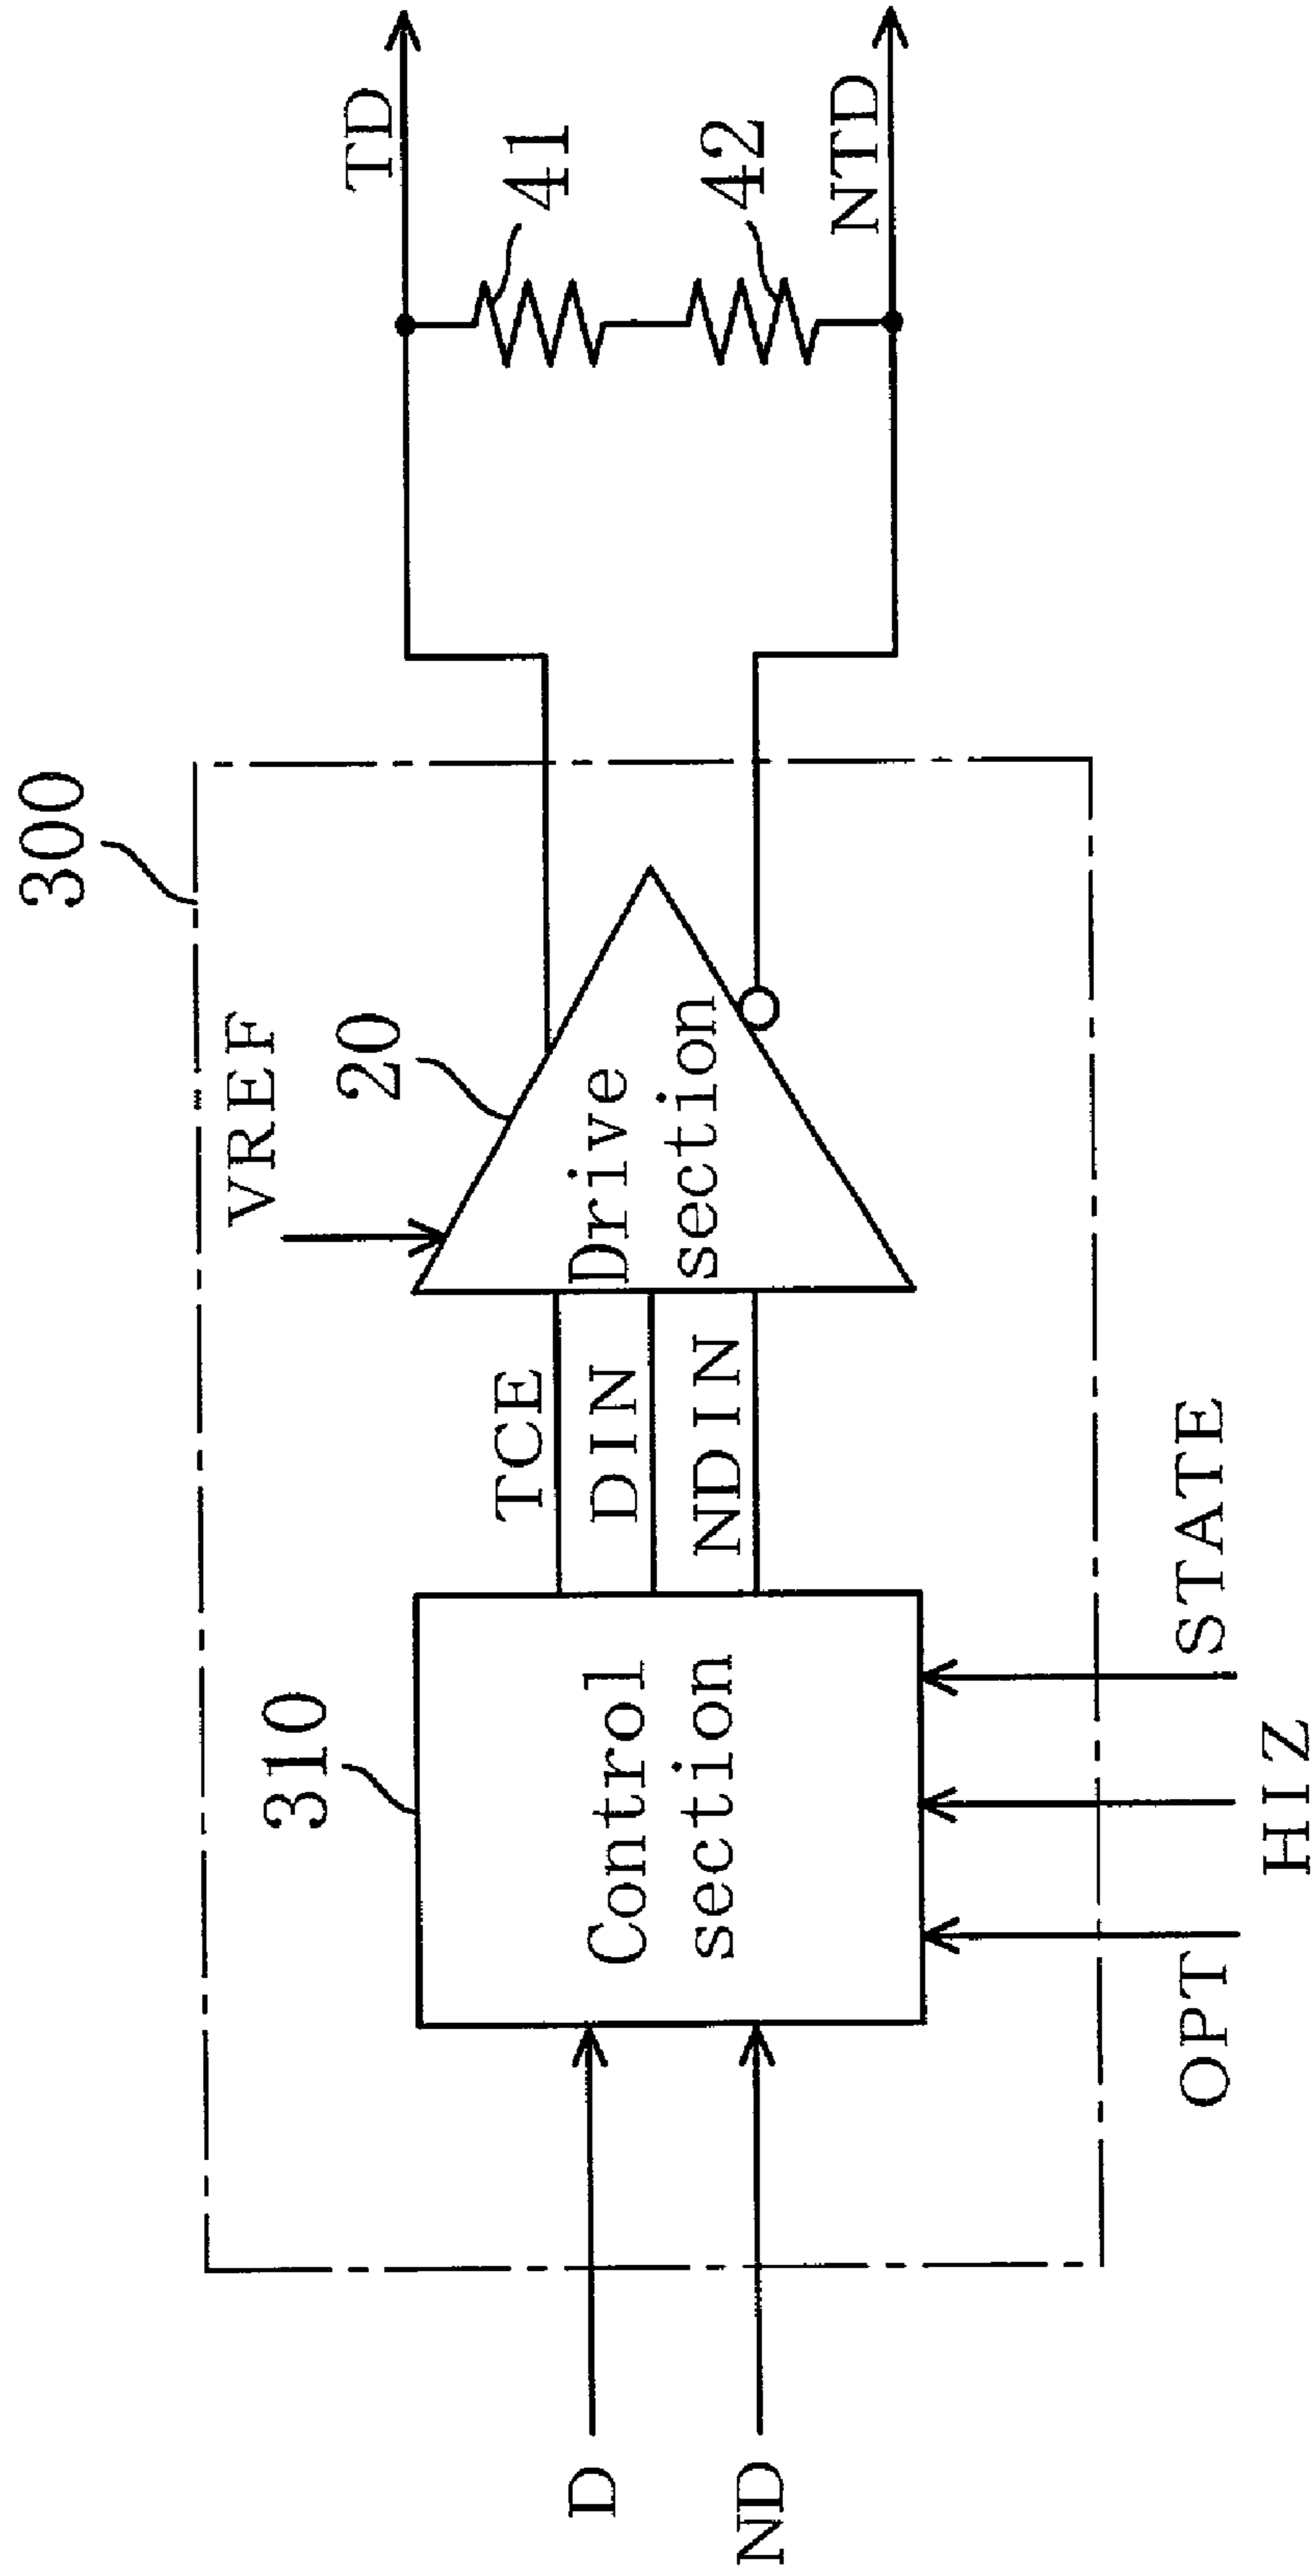 300
VREF
20
TD
41
42
NTD
310
TCE
DIN
NDIN
Drive
section
Control
section
D
ND
OPT
HIZ
STATE